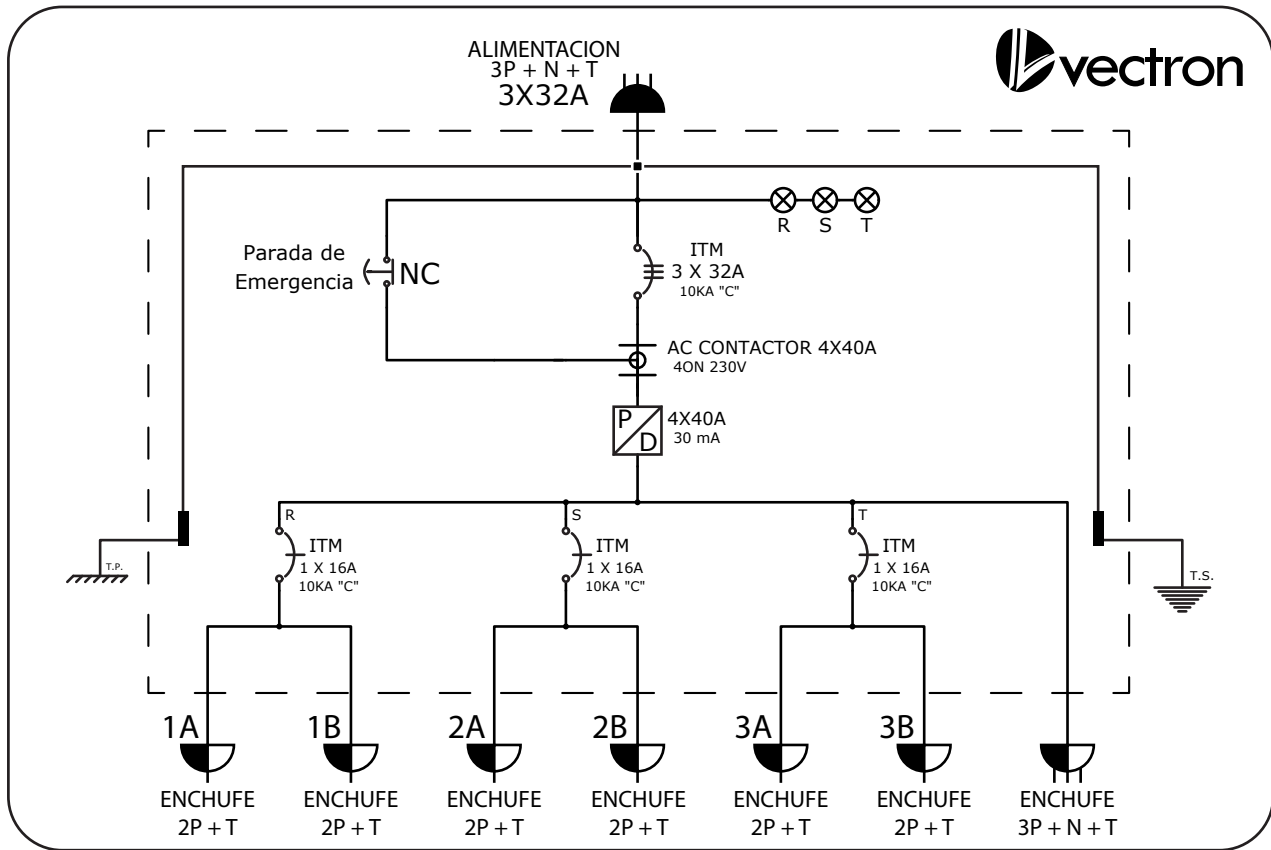 ALIMENTACION
3P + N + T
3X32A
vectron
R S T
Parada de
Emergencia
NC
ITM
3 X 32A
10KA "C"
AC CONTACTOR 4X40A
4ON 230V
P
D
4X40A
30 mA
R
ITM
1 X 16A
10KA "C"
S
ITM
1 X 16A
10KA "C"
T
ITM
1 X 16A
10KA "C"
T.P.
T.S.
1A
ENCHUFE
2P + T
1B
ENCHUFE
2P + T
2A
ENCHUFE
2P + T
2B
ENCHUFE
2P + T
3A
ENCHUFE
2P + T
3B
ENCHUFE
2P + T
ENCHUFE
3P + N + T